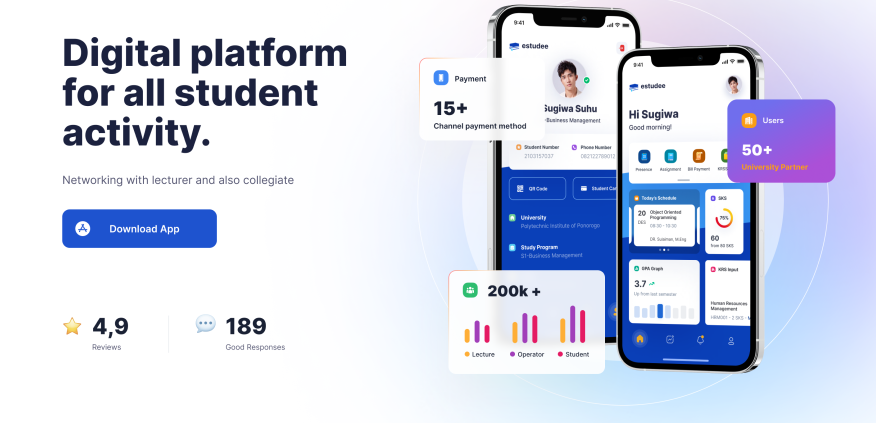 Digital platform
for all student
activity.
Networking with lecturer and also collegiate
Download App
4,9
Reviews
189
Good Responses
Payment
15+
Channel payment method
9:41
estudee
Sugiwa Suhu
Business Management
Student Number
2103157037
Phone Number
QR Code
Student Car
University
Polytechnic Institute of Ponorogo
Study Program
S1-Business Management
200k +
Lecture
Operator
Student
9:41
estudee
Hi Sugiwa
Good morning!
Presence
Assignment
Bill Payment
Users
50+
University Partner
Today's Schedule
20
DES
Object Oriented
Programming
08:30 - 10:30
DR. Suleman, M.Eng
SKS
75%
60
from 80 SKS
GPA Graph
3.7
Up from last semester
KRS Input
Human Resources
Management